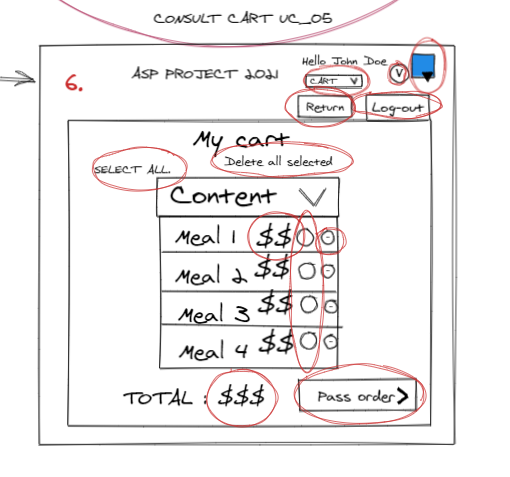 CONSULT CART UC_05
Hello John Doe
6.
ASP PROJECT 2021
CART V
V
Return
Log-out
My cart
SELECT ALL.
Delete all selected
Content
Meal 1 $$
Meal 2 $$
Meal 3 $$
Meal 4 $$
TOTAL : $$$
Pass order>